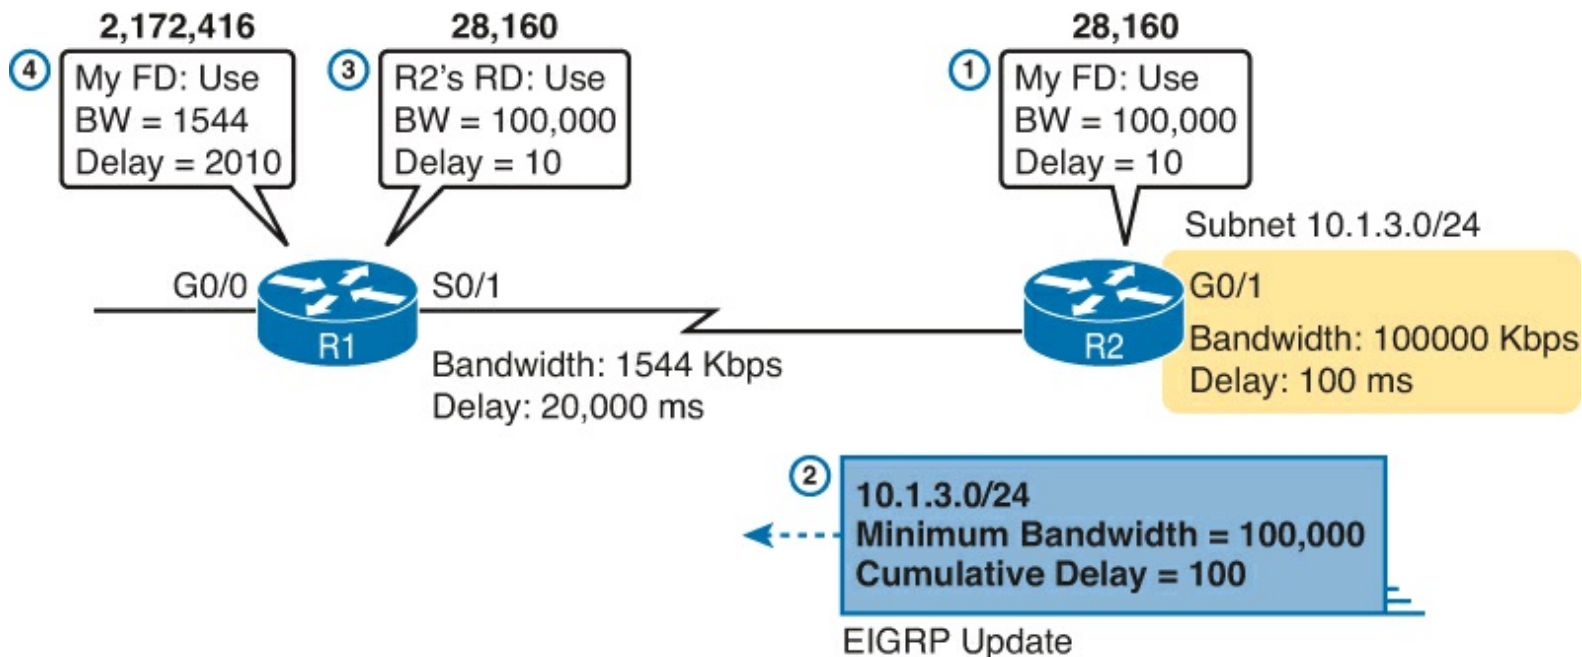 2,172,416
4
My FD: Use
BW = 1544
Delay = 2010
28,160
3
R2's RD: Use
BW = 100,000
Delay = 10
28,160
1
My FD: Use
BW = 100,000
Delay = 10
Subnet 10.1.3.0/24
G0/0
R1
S0/1
Bandwidth: 1544 Kbps
Delay: 20,000 ms
R2
G0/1
Bandwidth: 100000 Kbps
Delay: 100 ms
2
10.1.3.0/24
Minimum Bandwidth = 100,000
Cumulative Delay = 100
EIGRP Update